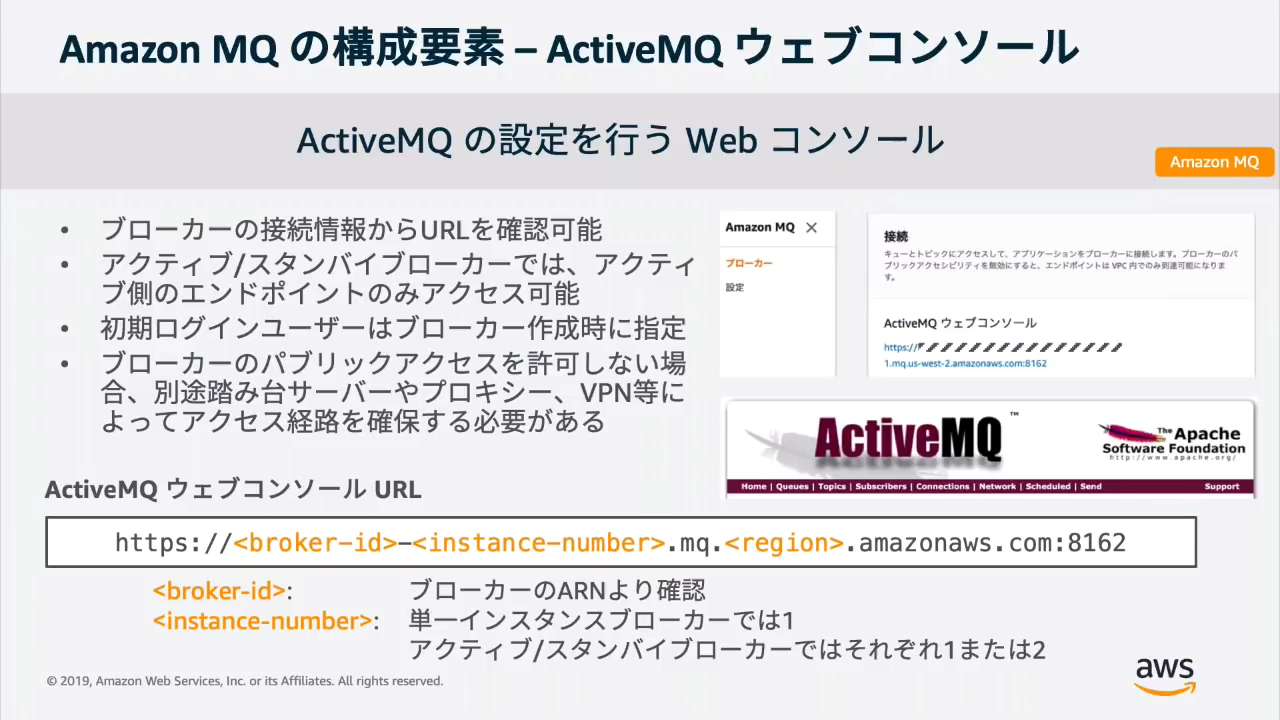 Amazon MQ の構成要素 – ActiveMQ ウェブコンソール
ActiveMQ の設定を行う Web コンソール
Amazon MQ
• ブローカーの接続情報からURLを確認可能
• アクティブ/スタンバイブローカーでは、アクティ
ブ側のエンドポイントのみアクセス可能
• 初期ログインユーザーはブローカー作成時に指定
• ブローカーのパブリックアクセスを許可しない場
合、別途踏み台サーバーやプロキシー、VPN等に
よってアクセス経路を確保する必要がある
Amazon MQ ×
ブローカー
設定
接続
キューとトピックにアクセスして、アプリケーションをブローカーに接続します。ブローカーのパ
ブリックアクセシビリティを無効にすると、エンドポイントは VPC 内でのみ到達可能になりま
す。
ActiveMQ ウェブコンソール
https://
1.mq.us-west-2.amazonaws.com:8162
ActiveMQ ™
The Apache
Software Foundation
http://www.apache.org/
Home | Queues | Topics | Subscribers | Connections | Network | Scheduled | Send
Support
ActiveMQ ウェブコンソール URL
https://<broker-id>-<instance-number>.mq.<region>.amazonaws.com:8162
<broker-id>: ブローカーのARNより確認
<instance-number>: 単一インスタンスブローカーでは1
アクティブ/スタンバイブローカーではそれぞれ1または2
© 2019, Amazon Web Services, Inc. or its Affiliates. All rights reserved.
aws